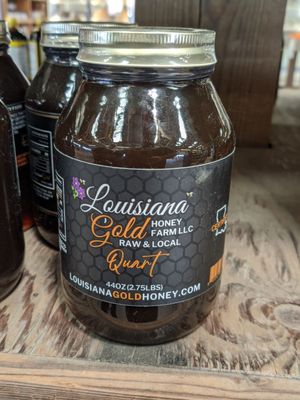 Louisiana
Gold HONEY
FARM LLC
RAW & LOCAL
Quart
44OZ (2.75LBS)
LOUISIANAGOLDHONEY.COM